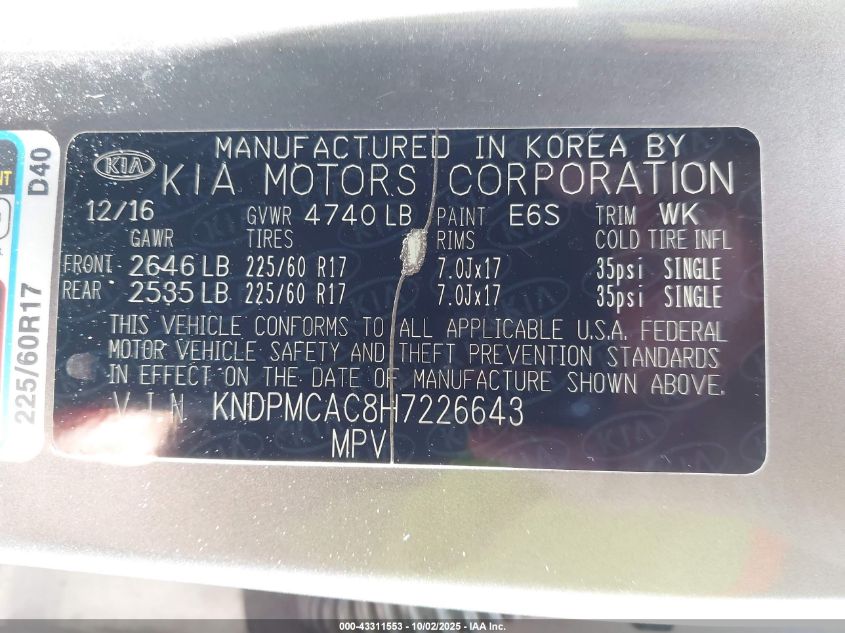 MANUFACTURED IN KOREA BY
KIA KIA MOTORS CORPORATION
12/16 GVWR 4740 LB PAINT E6S TRIM WK
GAWR TIRES RIMS COLD TIRE INFL
FRONT 2646 LB 225/60 R17 7.0Jx17 35psi SINGLE
REAR 2535 LB 225/60 R17 7.0Jx17 35psi SINGLE
THIS VEHICLE CONFORMS TO ALL APPLICABLE U.S.A. FEDERAL
MOTOR VEHICLE SAFETY AND THEFT PREVENTION STANDARDS
IN EFFECT ON THE DATE OF MANUFACTURE SHOWN ABOVE.
VIN KNDPMCAC8H7226643
MPV
D40
225/60R17
000-43311553 - 10/02/2025 - IAAI.COM